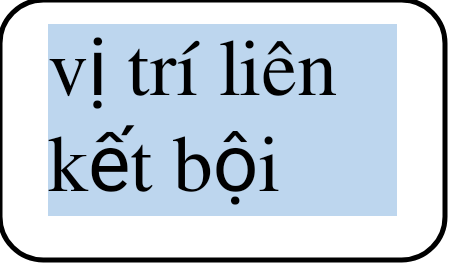 vị trí liên
kết bội